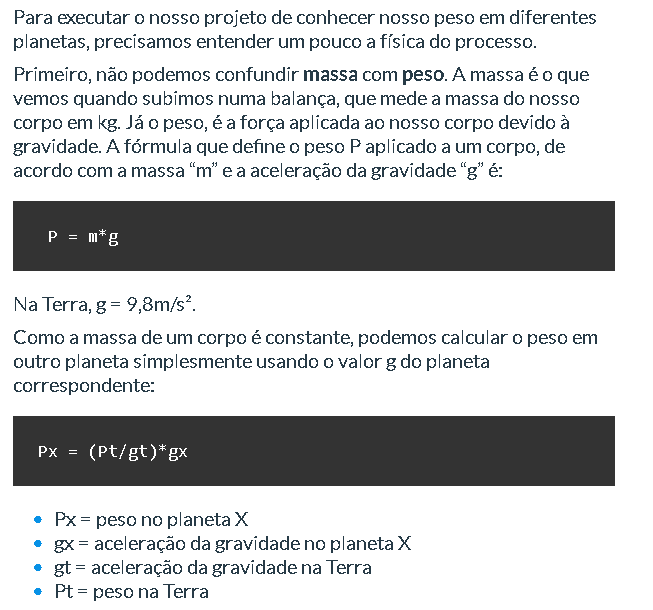 Para executar o nosso projeto de conhecer nosso peso em diferentes
planetas, precisamos entender um pouco a física do processo.
Primeiro, não podemos confundir massa com peso. A massa é o que
vemos quando subimos numa balança, que mede a massa do nosso
corpo em kg. Já o peso, é a força aplicada ao nosso corpo devido à
gravidade. A fórmula que define o peso P aplicado a um corpo, de
acordo com a massa “m” e a aceleração da gravidade “g” é:
P = m*g
Na Terra, g = 9,8m/s².
Como a massa de um corpo é constante, podemos calcular o peso em
outro planeta simplesmente usando o valor g do planeta
correspondente:
Px = (Pt/gt)*gx
• Px = peso no planeta X
• gx = aceleração da gravidade no planeta X
• gt = aceleração da gravidade na Terra
• Pt = peso na Terra